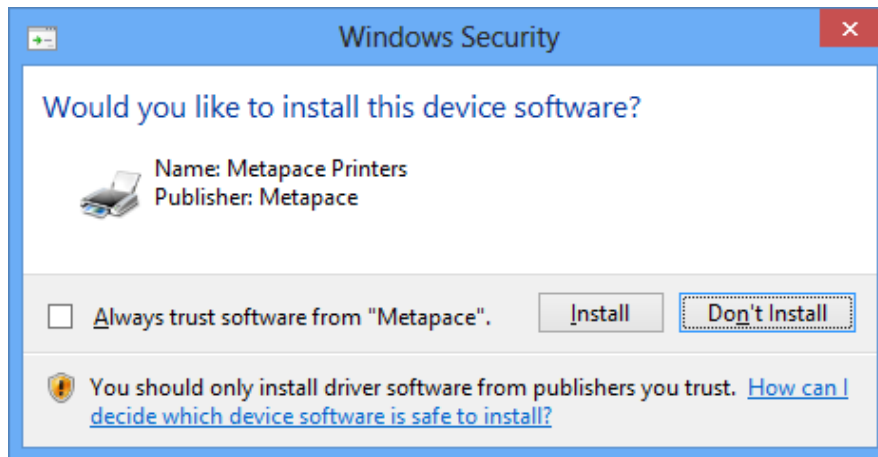 Windows Security
Would you like to install this device software?
Name: Metapace Printers
Publisher: Metapace
Always trust software from "Metapace".
Install
Don't Install
You should only install driver software from publishers you trust. How can I
decide which device software is safe to install?